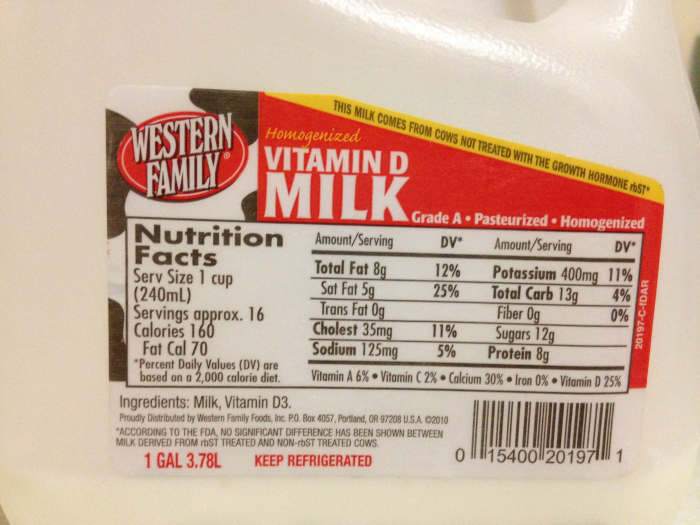 THIS MILK COMES FROM COWS NOT TREATED WITH THE GROWTH HORMONE rbST*
WESTERN
FAMILY®
Homogenized
VITAMIN D
MILK
Grade A • Pasteurized • Homogenized
Nutrition
Facts
Serv Size 1 cup
(240mL)
Servings approx. 16
Calories 160
Fat Cal 70
*Percent Daily Values (DV) are
based on a 2,000 calorie diet.
Amount/Serving DV*
Total Fat 8g 12%
Sat Fat 5g 25%
Trans Fat 0g
Cholest 35mg 11%
Sodium 125mg 5%
Amount/Serving DV*
Potassium 400mg 11%
Total Carb 13g 4%
Fiber 0g 0%
Sugars 12g
Protein 8g
Vitamin A 6% • Vitamin C 2% • Calcium 30% • Iron 0% • Vitamin D 25%
20197-C-IDAR
Ingredients: Milk, Vitamin D3.
Proudly Distributed by Western Family Foods, Inc. P.O. Box 4057, Portland, OR 97208 U.S.A. ©2010
*ACCORDING TO THE FDA, NO SIGNIFICANT DIFFERENCE HAS BEEN SHOWN BETWEEN
MILK DERIVED FROM rbST TREATED AND NON-rbST TREATED COWS.
1 GAL 3.78L KEEP REFRIGERATED
0 15400 20197 1